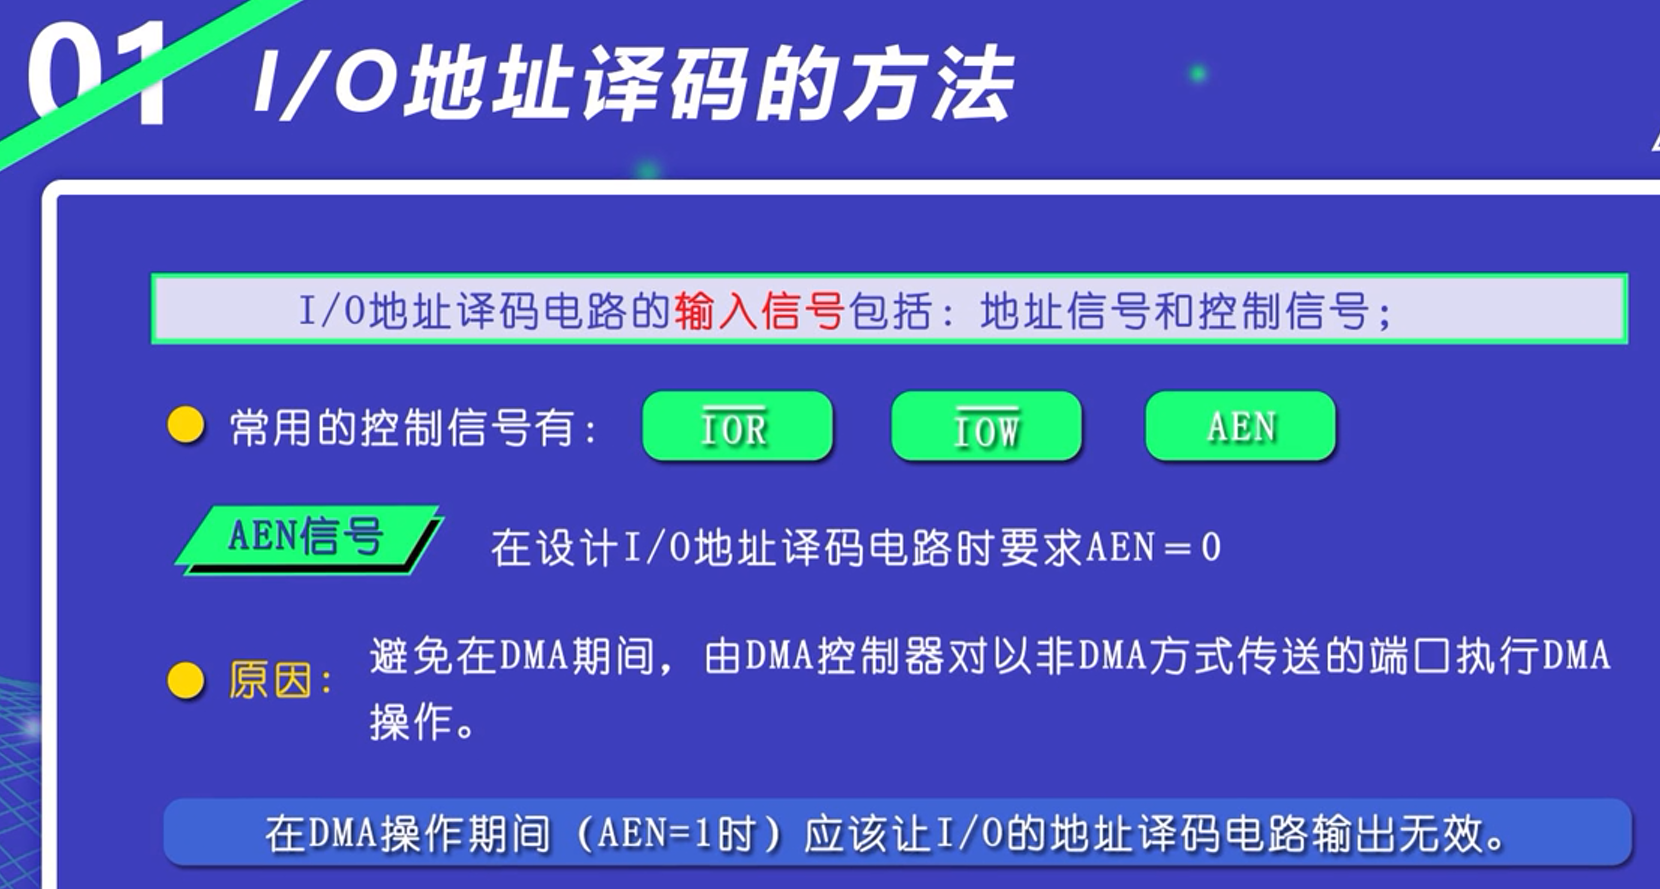 01
I/O地址译码的方法
I/O地址译码电路的输入信号包括：地址信号和控制信号；
常用的控制信号有： I̅O̅R̅ I̅O̅W̅ AEN
AEN信号 在设计I/O地址译码电路时要求AEN＝0
原因： 避免在DMA期间，由DMA控制器对以非DMA方式传送的端口执行DMA
操作。
在DMA操作期间（AEN=1时）应该让I/O的地址译码电路输出无效。